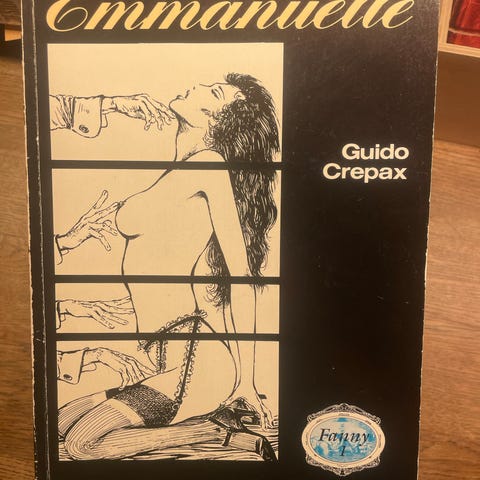 Emmanuelle
Guido
Crepax
Fanny
1